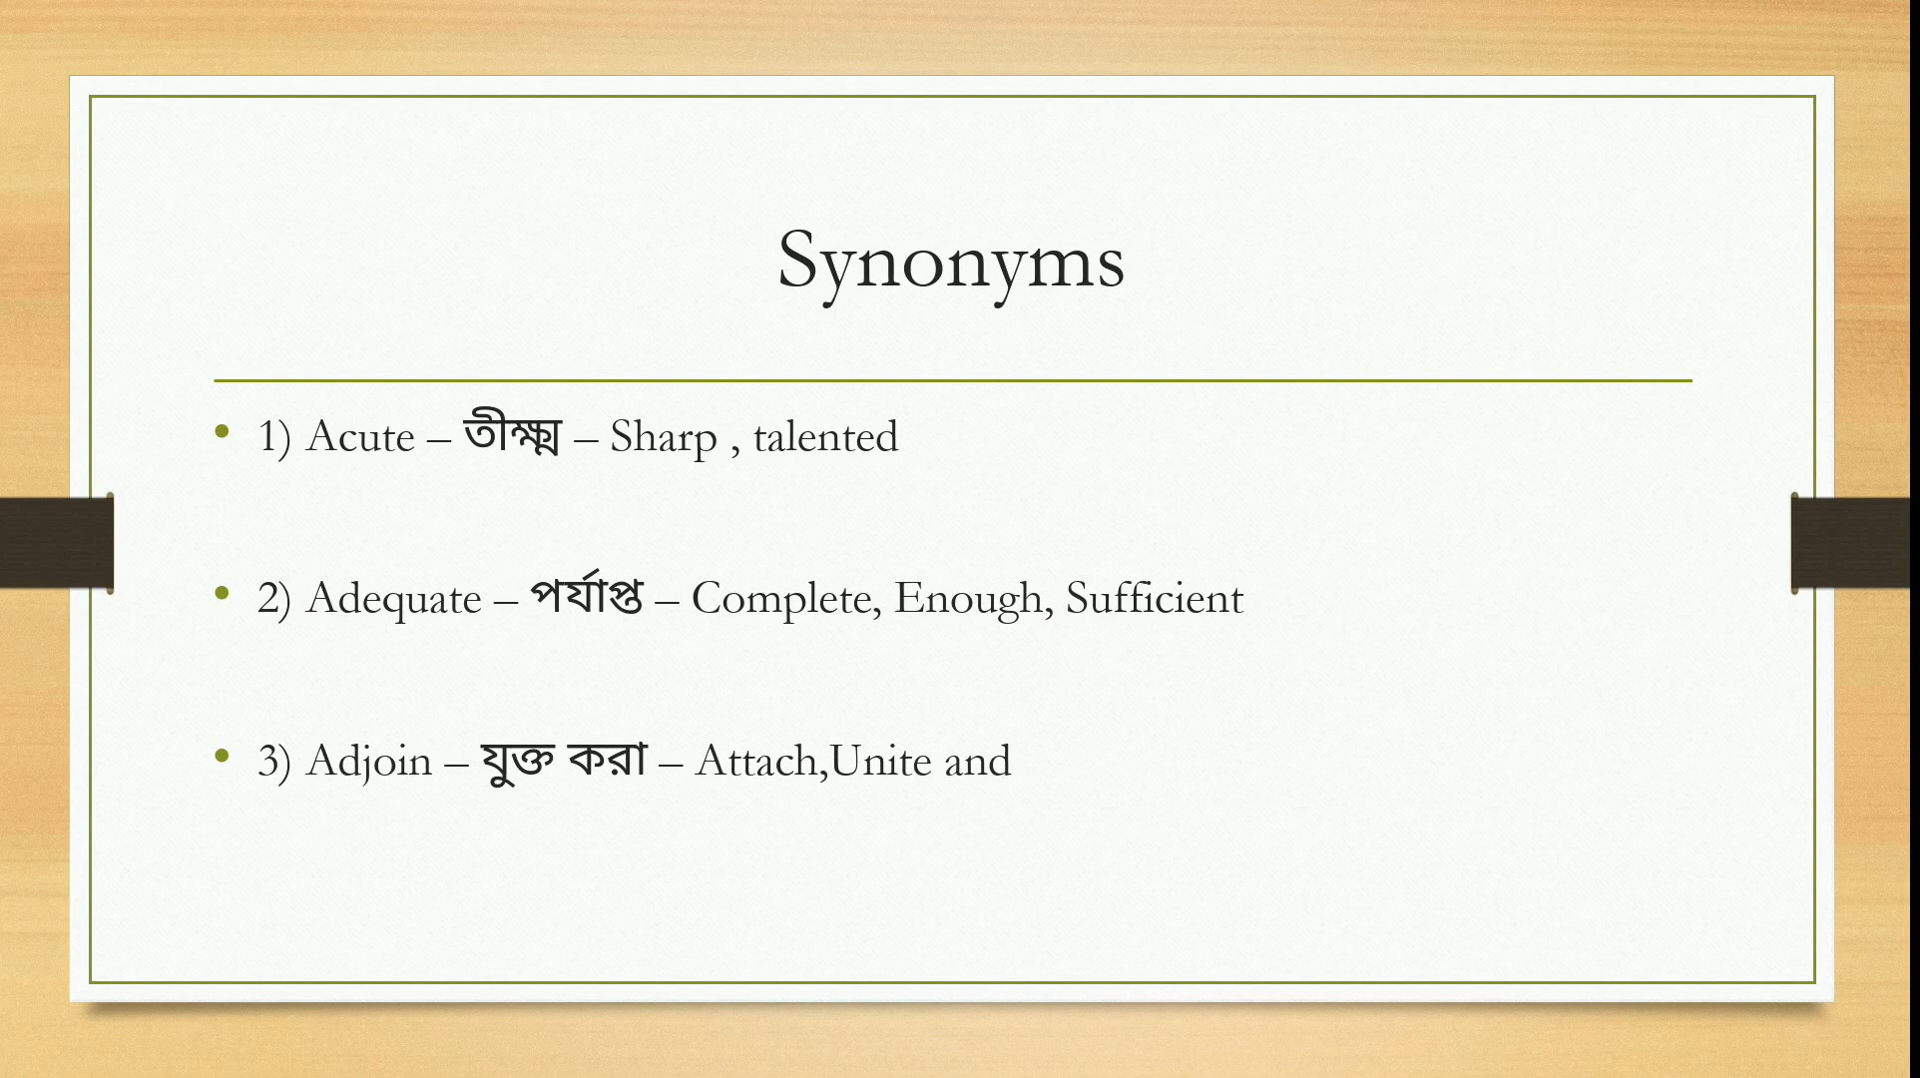 Synonyms
• 1) Acute – তীক্ষ্ম – Sharp , talented
• 2) Adequate – পর্যাপ্ত – Complete, Enough, Sufficient
• 3) Adjoin – যুক্ত করা – Attach,Unite and